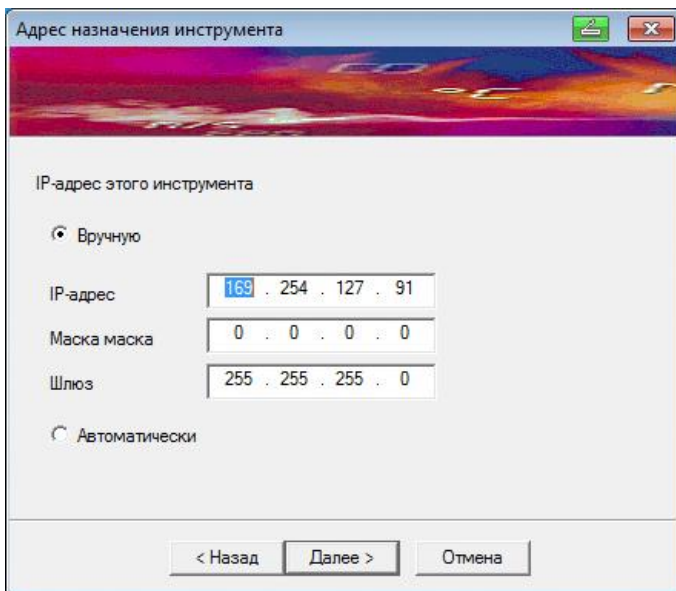 Адрес назначения инструмента
°C
IP-адрес этого инструмента
Вручную
IP-адрес 169 . 254 . 127 . 91
Маска маска 0 . 0 . 0 . 0
Шлюз 255 . 255 . 255 . 0
Автоматически
< Назад Далее > Отмена